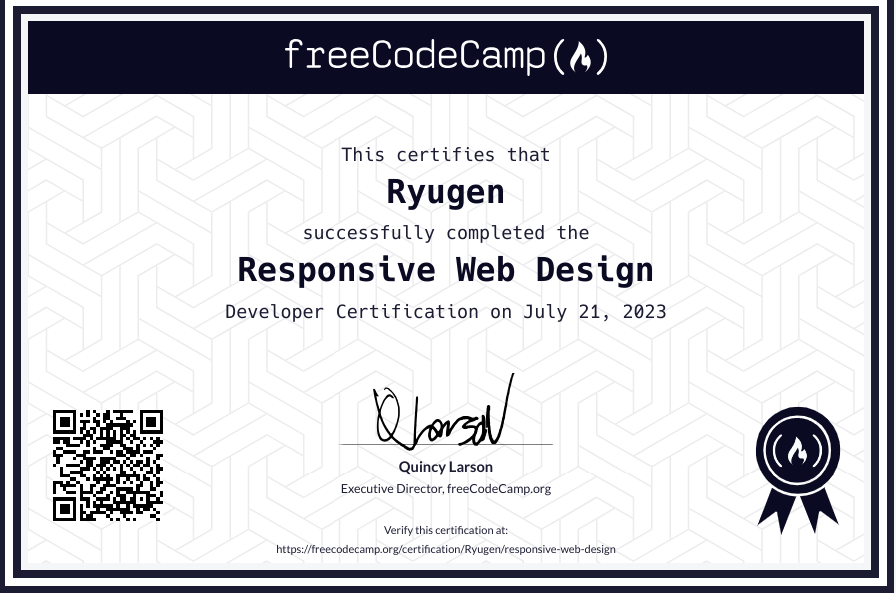 freeCodeCamp
This certifies that
Ryugen
successfully completed the
Responsive Web Design
Developer Certification on July 21, 2023
Quincy Larson
Executive Director, freeCodeCamp.org
Verify this certification at:
https://freecodecamp.org/certification/Ryugen/responsive-web-design